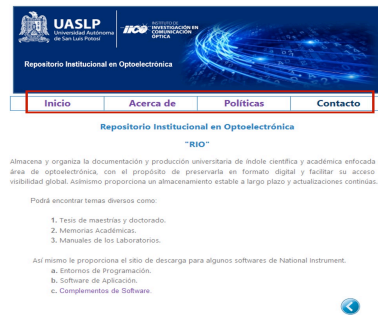 UASLP
Universidad Autónoma
de San Luis Potosí
IICO
INSTITUTO DE
INVESTIGACIÓN EN
COMUNICACIÓN
ÓPTICA
Repositorio Institucional en Optoelectrónica
Inicio Acerca de Políticas Contacto
Repositorio Institucional en Optoelectrónica
"RIO"
Almacena y organiza la documentación y producción universitaria de índole científica y académica enfocada
área de optoelectrónica, con el propósito de preservarla en formato digital y facilitar su acceso
visibilidad global. Asimismo proporciona un almacenamiento estable a largo plazo y actualizaciones continúas.
Podrá encontrar temas diversos como:
1. Tesis de maestrías y doctorado.
2. Memorias Académicas.
3. Manuales de los Laboratorios.
Así mismo le proporciona el sitio de descarga para algunos softwares de National Instrument.
a. Entornos de Programación.
b. Software de Aplicación.
c. Complementos de Software.